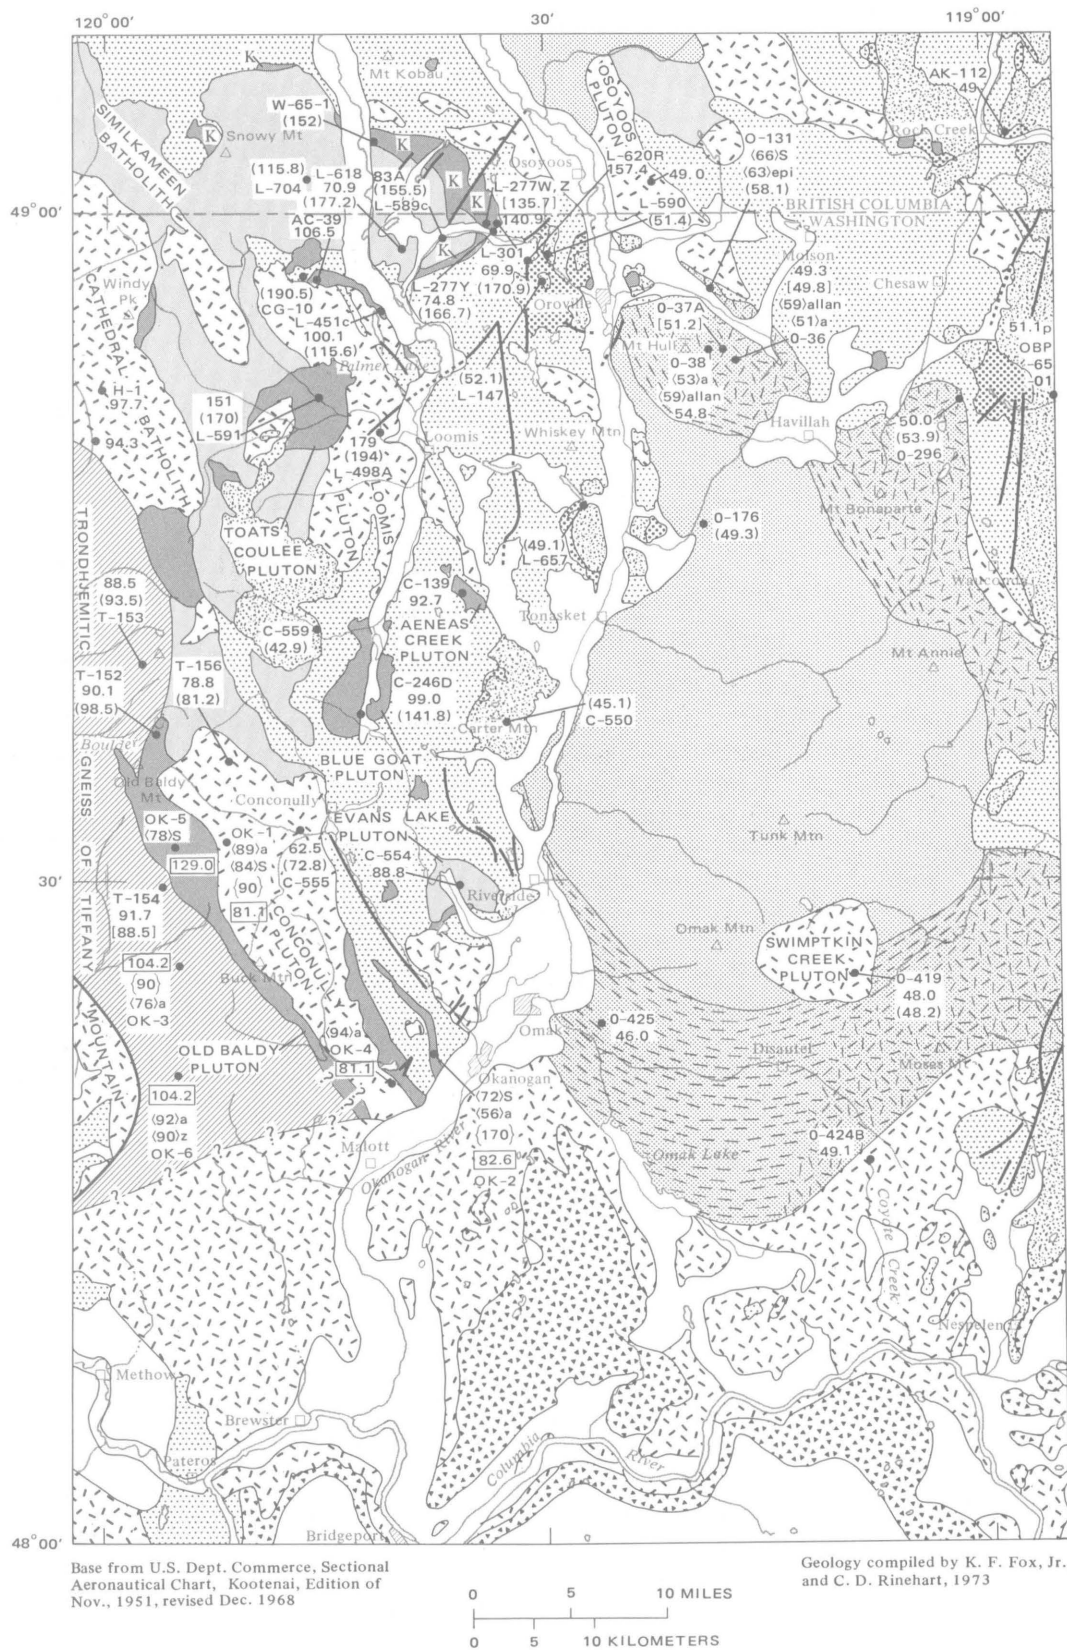 120°00'
30'
119°00'
K
Mt Kobau
W-65-1
(152)
OSOYOOS
PLUTON
AK-112
49
Rock Creek
SIMILKAMEEN
BATHOLITH
K
Snowy Mt
K
O-131
⟨66⟩S
⟨63⟩epi
(58.1)
Osoyoos
(115.8)
L-704
L-618
70.9
(177.2)
83A
(155.5)
L-589c
K
K
L-277W, Z
[135.7]
140.9
L-620R
157.4
49.0
L-590
(51.4)
49°00'
BRITISH COLUMBIA
WASHINGTON
AC-39
106.5
K
L-301
69.9
(170.9)
Molson
49.3
[49.8]
⟨59⟩allan
⟨51⟩a
O-36
Chesaw
CATHEDRAL
BATHOLITH
Windy
Pk
(190.5)
CG-10
L-277Y
74.8
(166.7)
Oroville
O-37A
[51.2]
Mt Hull
O-38
⟨53⟩a
⟨59⟩allan
54.8
51.1p
OBP
-65
01
L-451c
100.1
(115.6)
Palmer Lake
(52.1)
L-147
H-1
97.7
151
(170)
L-591
94.3
179
(194)
L-498A
Loomis
Whiskey Mtn
Havillah
50.0
(53.9)
O-296
Mt Bonaparte
LOOMIS
PLUTON
TOATS
COULEE
PLUTON
(49.1)
L-657
O-176
(49.3)
Wauconda
TRONDHJEMITIC
GNEISS OF TIFFANY
MOUNTAIN
88.5
(93.5)
T-153
C-139
92.7
Tonasket
AENEAS
CREEK
PLUTON
C-559
(42.9)
Mt Annie
T-152
90.1
(98.5)
T-156
78.8
(81.2)
C-246D
99.0
(141.8)
(45.1)
C-550
Carter Mtn
Boulder
BLUE GOAT
PLUTON
Old Baldy
Mt
Conconully
EVANS LAKE
PLUTON
Tunk Mtn
OK-5
⟨78⟩S
129.0
OK-1
⟨89⟩a
⟨84⟩S
{90}
81.1
62.5
(72.8)
C-555
C-554
88.8
30'
Riverside
T-154
91.7
[88.5]
CONCONULLY
PLUTON
Omak Mtn
SWIMPTKIN
CREEK
PLUTON
104.2
{90}
⟨76⟩a
OK-3
Buck Mtn
O-419
48.0
(48.2)
Omak
O-425
46.0
OLD BALDY
PLUTON
⟨94⟩a
OK-4
81.1
Disautel
Moses Mt
Okanogan
104.2
⟨92⟩a
⟨90⟩z
OK-6
⟨72⟩S
⟨56⟩a
{170}
82.6
OK-2
? ? ? ? ? ?
Malott
Okanogan River
O-424B
49.1
Omak Lake
Coyote
Creek
Nespelem
Methow
Brewster
Pateros
Columbia
River
Bridgeport
48°00'
Base from U.S. Dept. Commerce, Sectional
Aeronautical Chart, Kootenai, Edition of
Nov., 1951, revised Dec. 1968
Geology compiled by K. F. Fox, Jr.
and C. D. Rinehart, 1973
0 5 10 MILES
0 5 10 KILOMETERS